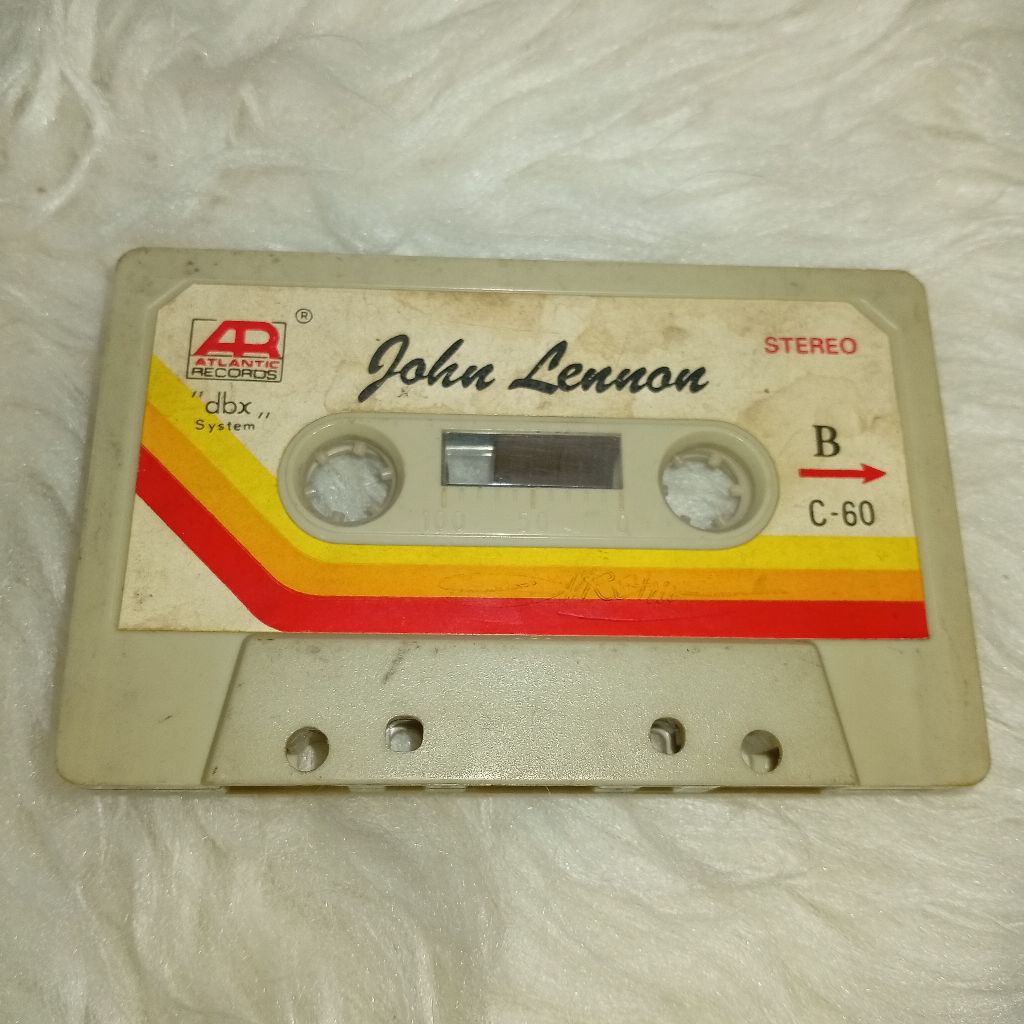 AR ®
ATLANTIC
RECORDS
"dbx"
System
John Lennon
STEREO
B
C-60